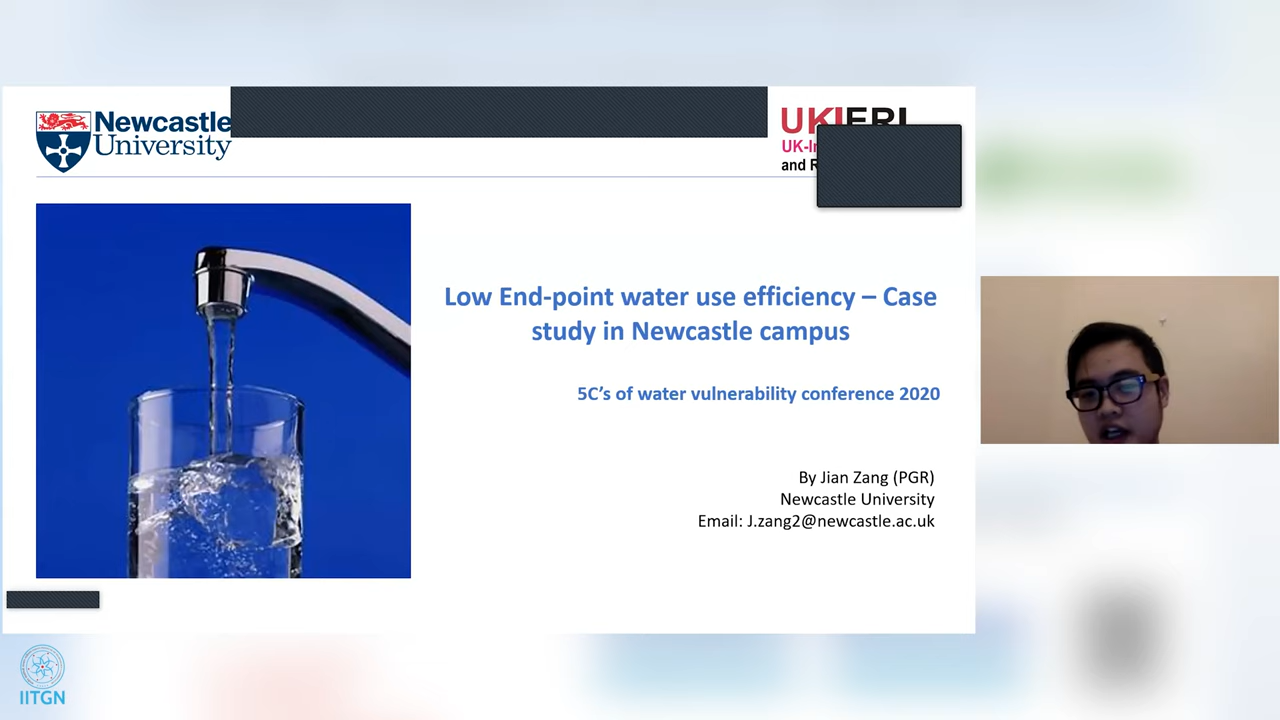 Newcastle
University
UKIERI
and
Low End-point water use efficiency – Case
study in Newcastle campus
5C’s of water vulnerability conference 2020
By Jian Zang (PGR)
Newcastle University
Email: J.zang2@newcastle.ac.uk
IITGN